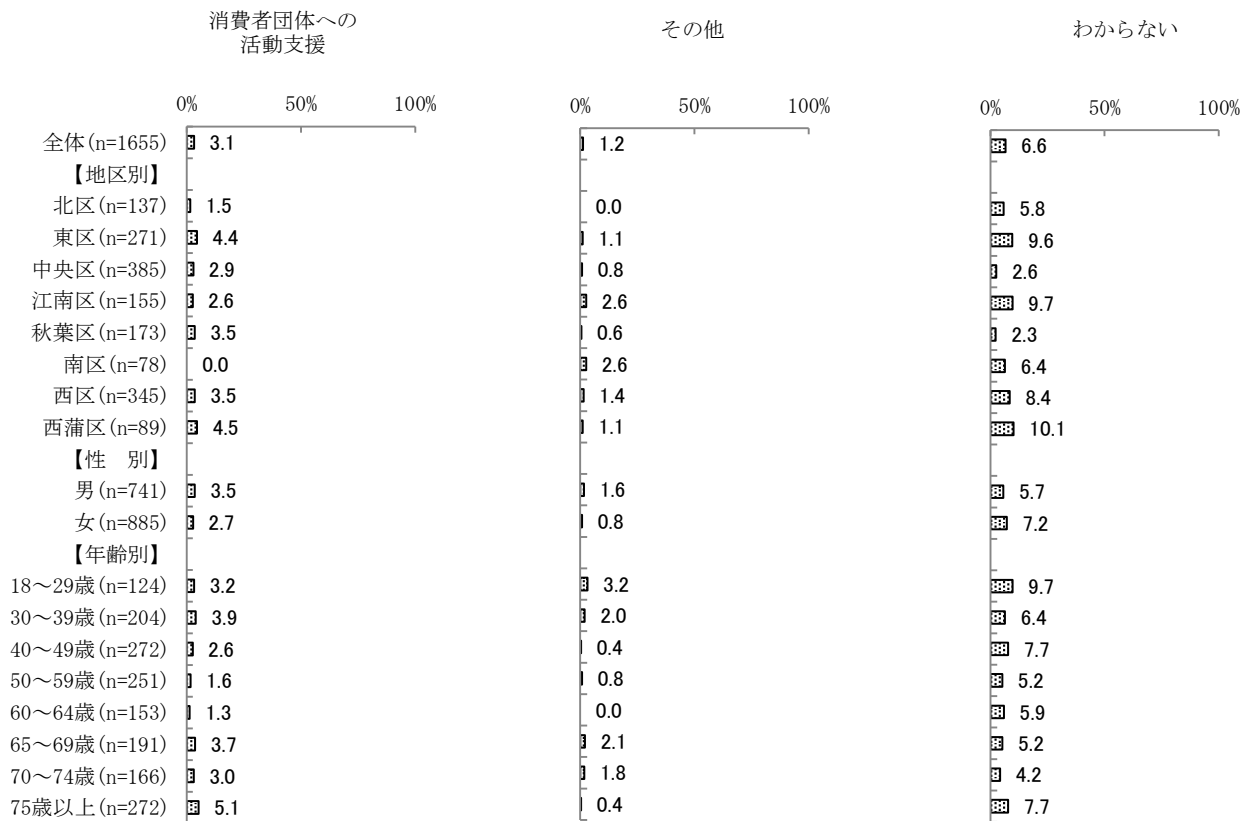 消費者団体への
活動支援
その他
わからない
0% 50% 100% 0% 50% 100% 0% 50% 100%
全体(n=1655) 3.1 1.2 6.6
【地区別】
北区(n=137) 1.5 0.0 5.8
東区(n=271) 4.4 1.1 9.6
中央区(n=385) 2.9 0.8 2.6
江南区(n=155) 2.6 2.6 9.7
秋葉区(n=173) 3.5 0.6 2.3
南区(n=78) 0.0 2.6 6.4
西区(n=345) 3.5 1.4 8.4
西蒲区(n=89) 4.5 1.1 10.1
【性　別】
男(n=741) 3.5 1.6 5.7
女(n=885) 2.7 0.8 7.2
【年齢別】
18～29歳(n=124) 3.2 3.2 9.7
30～39歳(n=204) 3.9 2.0 6.4
40～49歳(n=272) 2.6 0.4 7.7
50～59歳(n=251) 1.6 0.8 5.2
60～64歳(n=153) 1.3 0.0 5.9
65～69歳(n=191) 3.7 2.1 5.2
70～74歳(n=166) 3.0 1.8 4.2
75歳以上(n=272) 5.1 0.4 7.7